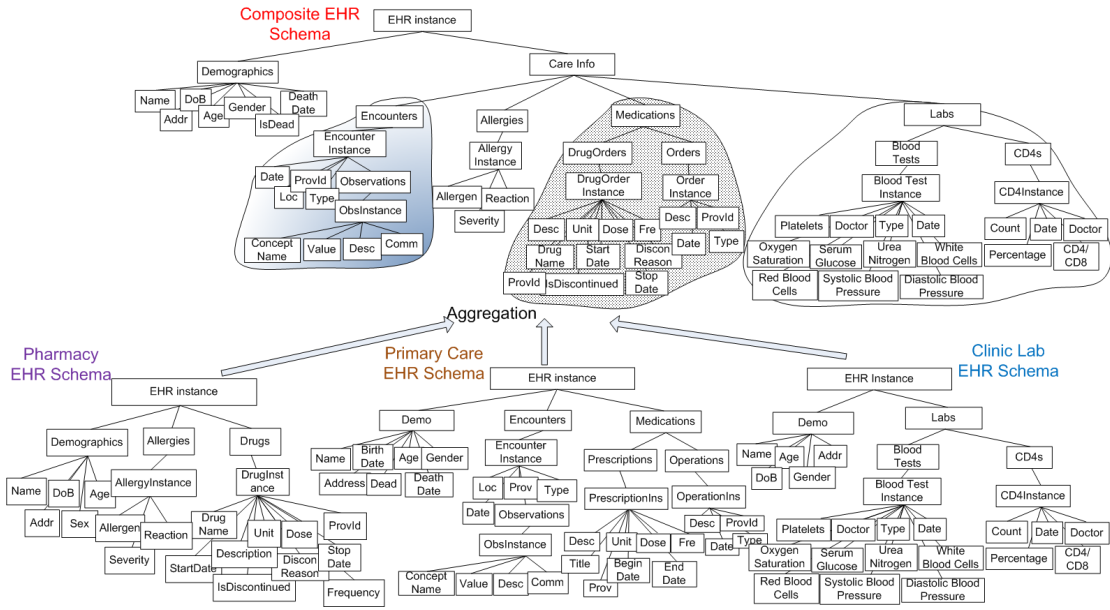 Composite EHR
Schema
EHR instance
Demographics
Care Info
Name
DoB
Gender
Death
Date
Addr
Age
IsDead
Encounters
Encounter
Instance
Date
ProvId
Observations
Loc
Type
ObsInstance
Concept
Name
Value
Desc
Comm
Allergies
Allergy
Instance
Allergen
Reaction
Severity
Medications
DrugOrders
Orders
DrugOrder
Instance
Order
Instance
Desc
Unit
Dose
Fre
Desc
ProvId
Drug
Name
Start
Date
Discon
Reason
Date
Type
ProvId
IsDiscontinued
Stop
Date
Labs
Blood
Tests
CD4s
Blood Test
Instance
CD4Instance
Platelets
Doctor
Type
Date
Count
Date
Doctor
Oxygen
Saturation
Serum
Glucose
Urea
Nitrogen
White
Blood Cells
Percentage
CD4/
CD8
Red Blood
Cells
Systolic Blood
Pressure
Diastolic Blood
Pressure
Aggregation
Pharmacy
EHR Schema
EHR instance
Demographics
Allergies
Drugs
Name
DoB
Age
Addr
Sex
AllergyInstance
Allergen
Reaction
Severity
DrugInst
ance
Drug
Name
Unit
Dose
ProvId
StartDate
Description
Discon
Reason
Stop
Date
IsDiscontinued
Frequency
Primary Care
EHR Schema
EHR instance
Demo
Encounters
Medications
Name
Birth
Date
Age
Gender
Address
Dead
Death
Date
Encounter
Instance
Loc
Prov
Type
Date
Observations
ObsInstance
Concept
Name
Value
Desc
Comm
Prescriptions
Operations
PrescriptionIns
OperationIns
Desc
Unit
Dose
Fre
Desc
ProvId
Title
Begin
Date
End
Date
Date
Type
Prov
Clinic Lab
EHR Schema
EHR Instance
Demo
Labs
Name
Age
Addr
DoB
Gender
Blood
Tests
CD4s
Blood Test
Instance
CD4Instance
Platelets
Doctor
Type
Date
Count
Date
Doctor
Oxygen
Saturation
Serum
Glucose
Urea
Nitrogen
White
Blood Cells
Percentage
CD4/
CD8
Red Blood
Cells
Systolic Blood
Pressure
Diastolic Blood
Pressure